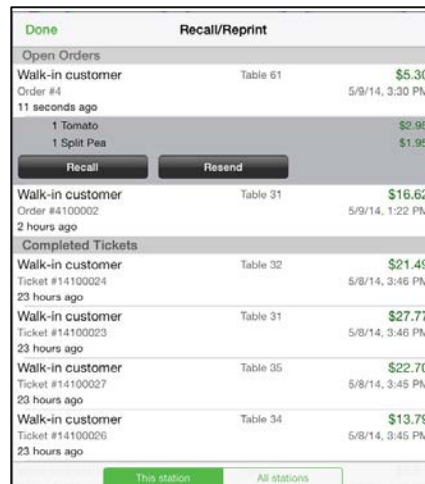 Done Recall/Reprint
Open Orders
Walk-in customer Table 61 $5.30
Order #4 5/9/14, 3:30 PM
11 seconds ago
1 Tomato $2.95
1 Split Pea $1.95
Recall Resend
Walk-in customer Table 31 $16.62
Order #4100002 5/9/14, 1:22 PM
2 hours ago
Completed Tickets
Walk-in customer Table 32 $21.49
Ticket #14100024 5/8/14, 3:46 PM
23 hours ago
Walk-in customer Table 31 $27.77
Ticket #14100023 5/8/14, 3:46 PM
23 hours ago
Walk-in customer Table 35 $22.70
Ticket #14100027 5/8/14, 3:45 PM
23 hours ago
Walk-in customer Table 34 $13.79
Ticket #14100026 5/8/14, 3:45 PM
23 hours ago
This station All stations